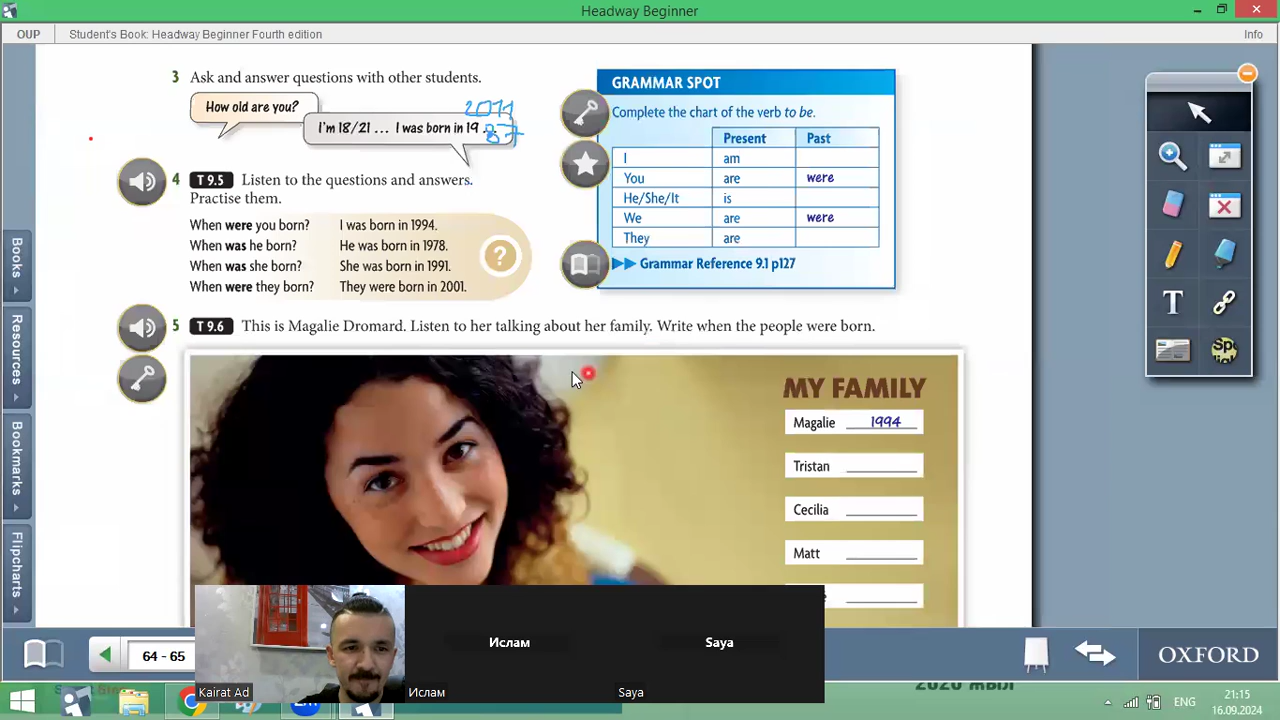 Headway Beginner
OUP
Student's Book: Headway Beginner Fourth edition
Info
3 Ask and answer questions with other students.
How old are you?
2011
I'm 18/21 ... I was born in 19 ...
87
4 T 9.5 Listen to the questions and answers.
Practise them.
When were you born? I was born in 1994.
When was he born? He was born in 1978.
When was she born? She was born in 1991.
When were they born? They were born in 2001.
?
GRAMMAR SPOT
Complete the chart of the verb to be.
Present Past
I am
You are were
He/She/It is
We are were
They are
Grammar Reference 9.1 p127
5 T 9.6 This is Magalie Dromard. Listen to her talking about her family. Write when the people were born.
MY FAMILY
Magalie 1994
Tristan
Cecilia
Matt
Books
Resources
Bookmarks
Flipcharts
T
64 - 65
OXFORD
Kairat Ad
Ислам
Ислам
Saya
Saya
2020 жыл
ENG
21:15
16.09.2024